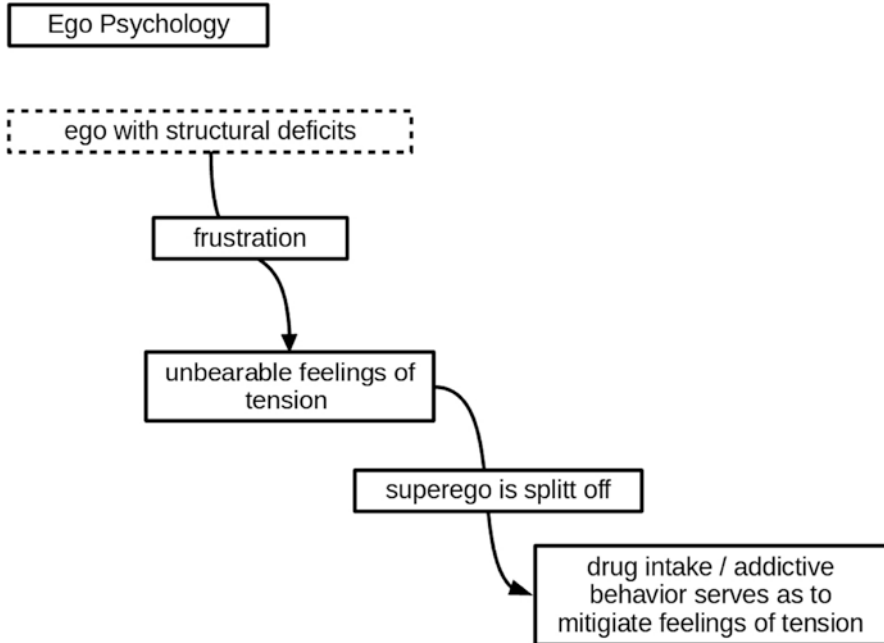 Ego Psychology
ego with structural deficits
frustration
unbearable feelings of
tension
superego is splitt off
drug intake / addictive
behavior serves as to
mitigiate feelings of tension